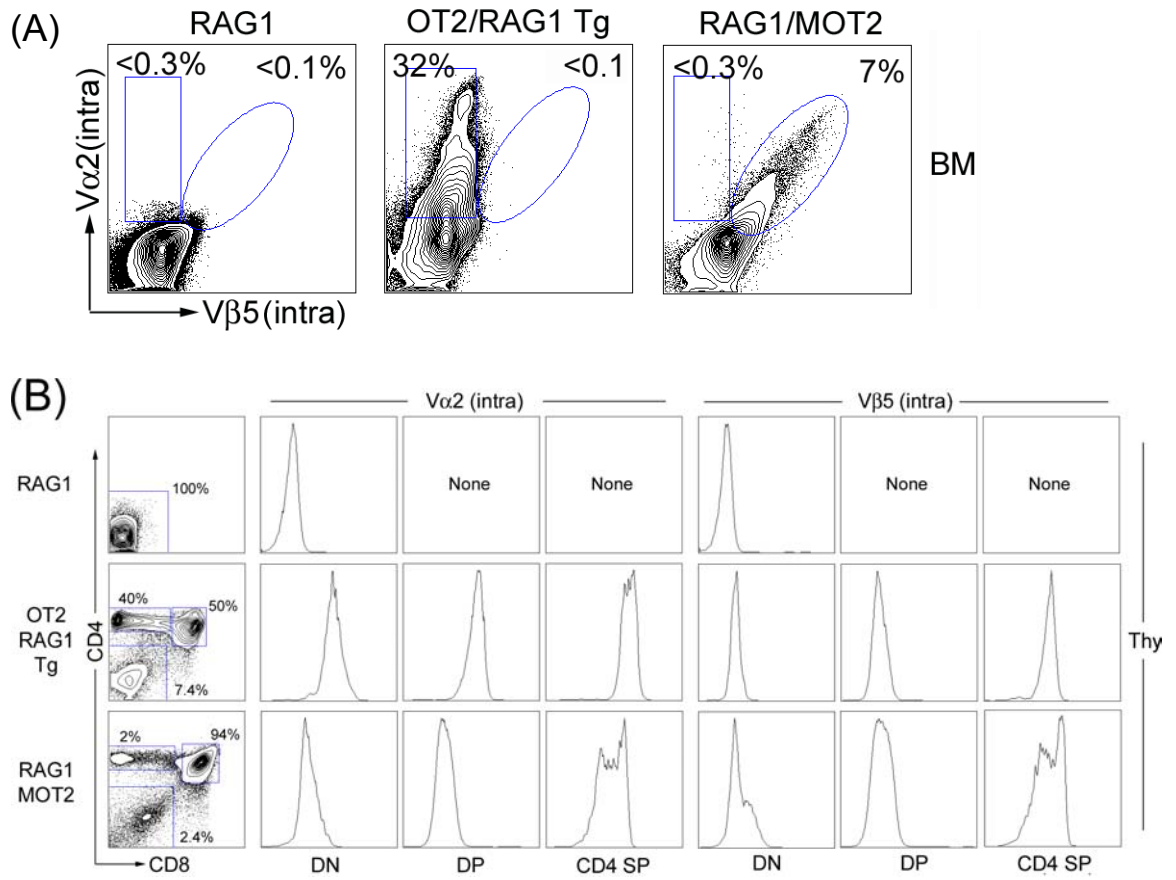 (A)
RAG1 OT2/RAG1 Tg RAG1/MOT2
<0.3% <0.1% 32% <0.1 <0.3% 7%
Vα2 (intra)
BM
Vβ5 (intra)
(B)
Vα2 (intra) Vβ5 (intra)
RAG1 100% None None None None
OT2
RAG1
Tg
40% 50%
7.4%
CD4
Thy
RAG1
MOT2
2% 94%
2.4%
CD8 DN DP CD4 SP DN DP CD4 SP